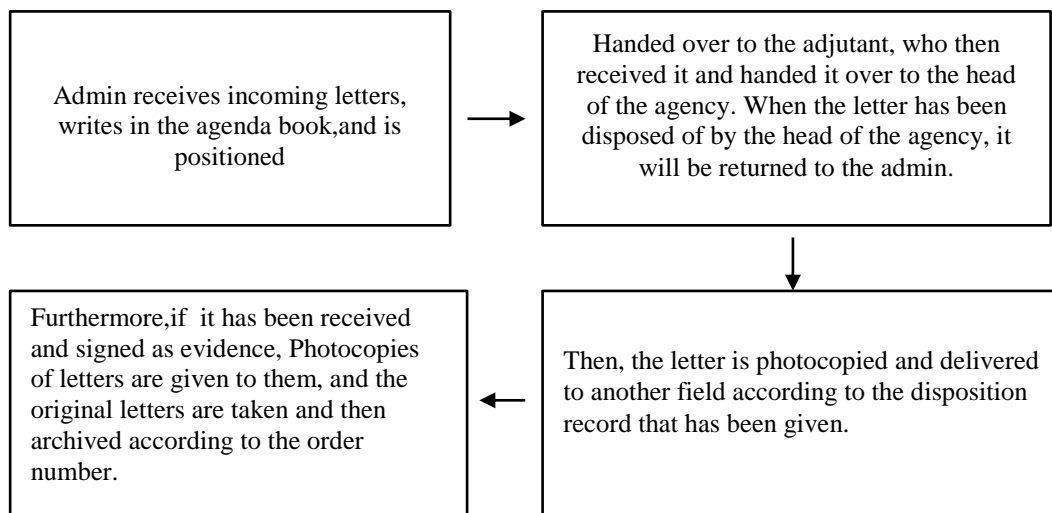 Admin receives incoming letters,
writes in the agenda book,and is
positioned
Handed over to the adjutant, who then
received it and handed it over to the head
of the agency. When the letter has been
disposed of by the head of the agency, it
will be returned to the admin.
Then, the letter is photocopied and delivered
to another field according to the disposition
record that has been given.
Furthermore,if it has been received
and signed as evidence, Photocopies
of letters are given to them, and the
original letters are taken and then
archived according to the order
number.